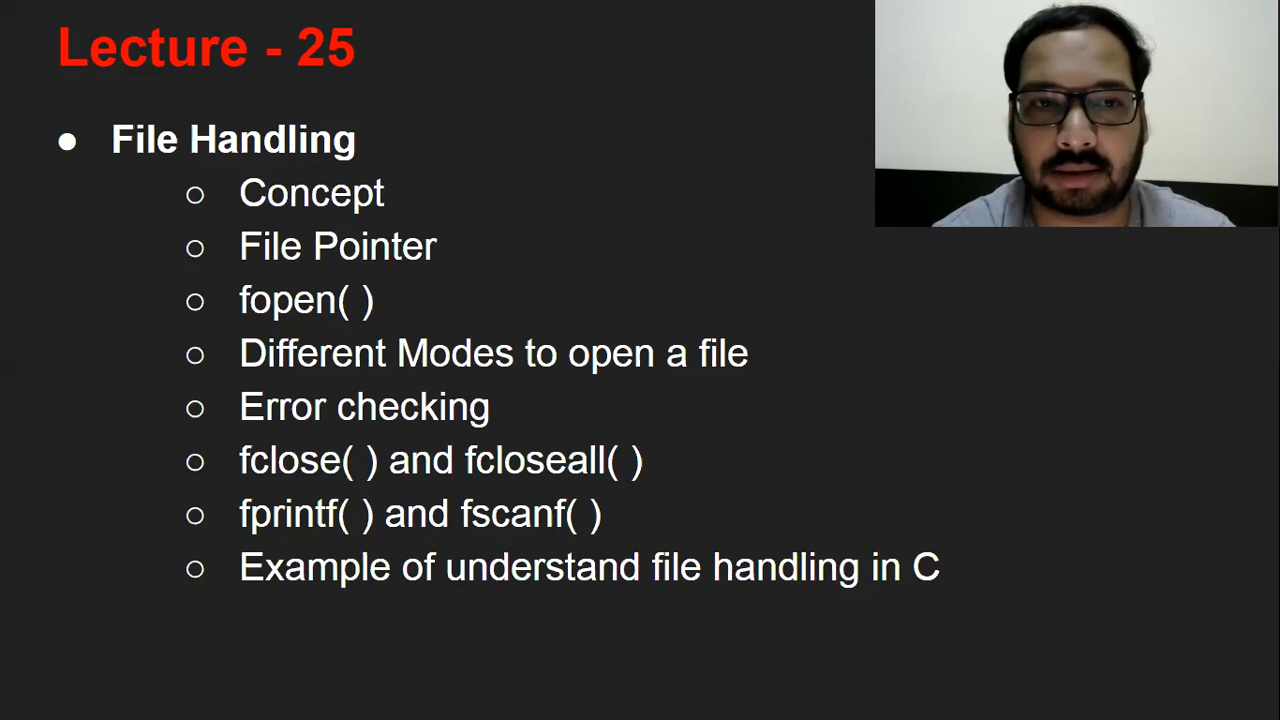 Lecture - 25
● File Handling
○ Concept
○ File Pointer
○ fopen( )
○ Different Modes to open a file
○ Error checking
○ fclose( ) and fcloseall( )
○ fprintf( ) and fscanf( )
○ Example of understand file handling in C